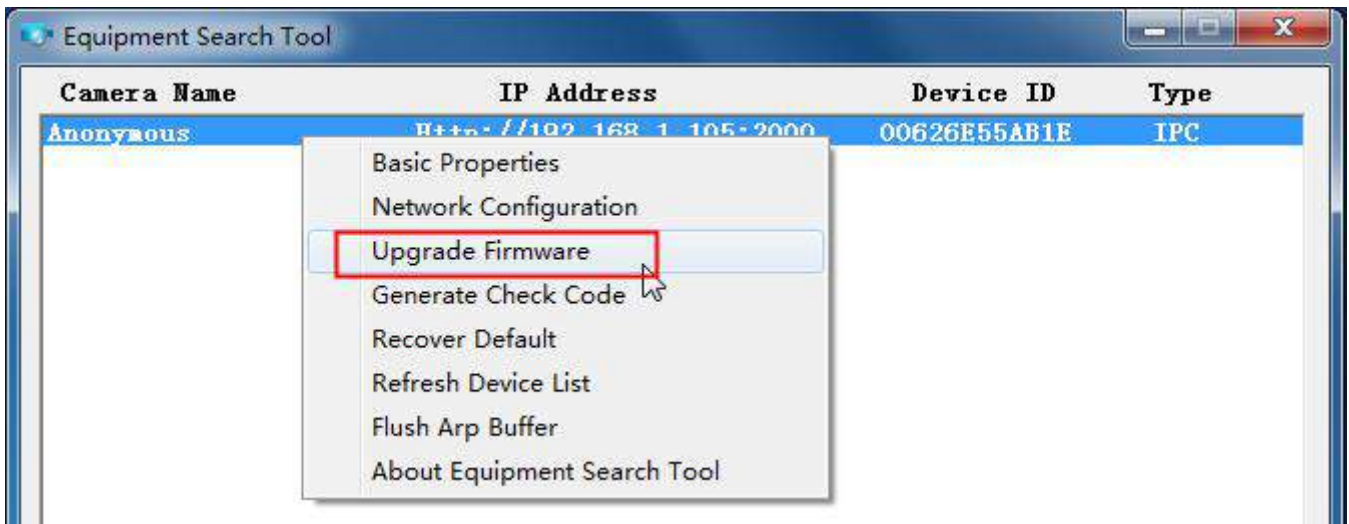 Equipment Search Tool
Camera Name IP Address Device ID Type
Anonymous Http://192.168.1.105:2000 00626E55AB1E IPC
Basic Properties
Network Configuration
Upgrade Firmware
Generate Check Code
Recover Default
Refresh Device List
Flush Arp Buffer
About Equipment Search Tool